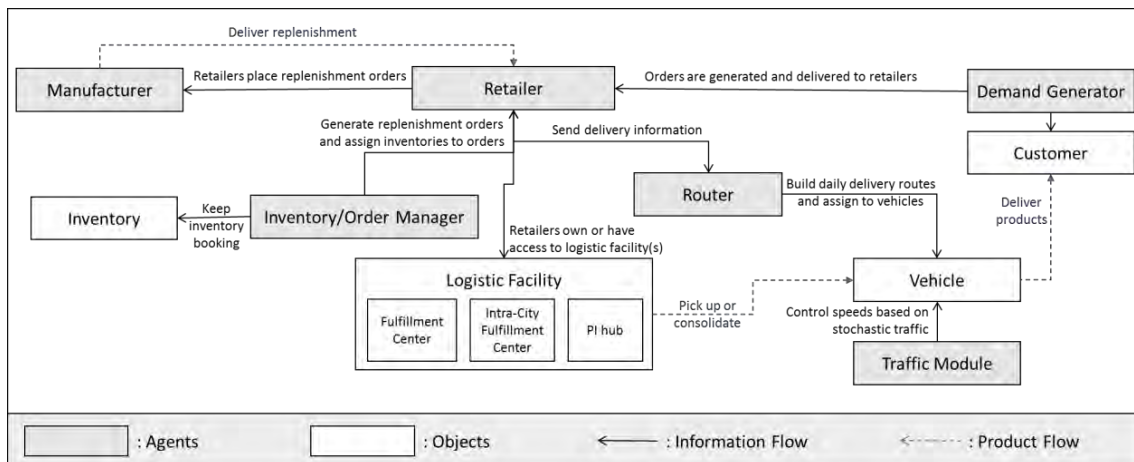 Deliver replenishment
Manufacturer
Retailers place replenishment orders
Retailer
Orders are generated and delivered to retailers
Demand Generator
Generate replenishment orders
and assign inventories to orders
Send delivery information
Customer
Router
Build daily delivery routes
and assign to vehicles
Deliver
products
Inventory
Keep
inventory
booking
Inventory/Order Manager
Retailers own or have
access to logistic facility(s)
Logistic Facility
Fulfillment
Center
Intra-City
Fulfillment
Center
PI hub
Pick up or
consolidate
Vehicle
Control speeds based on
stochastic traffic
Traffic Module
: Agents
: Objects
: Information Flow
: Product Flow